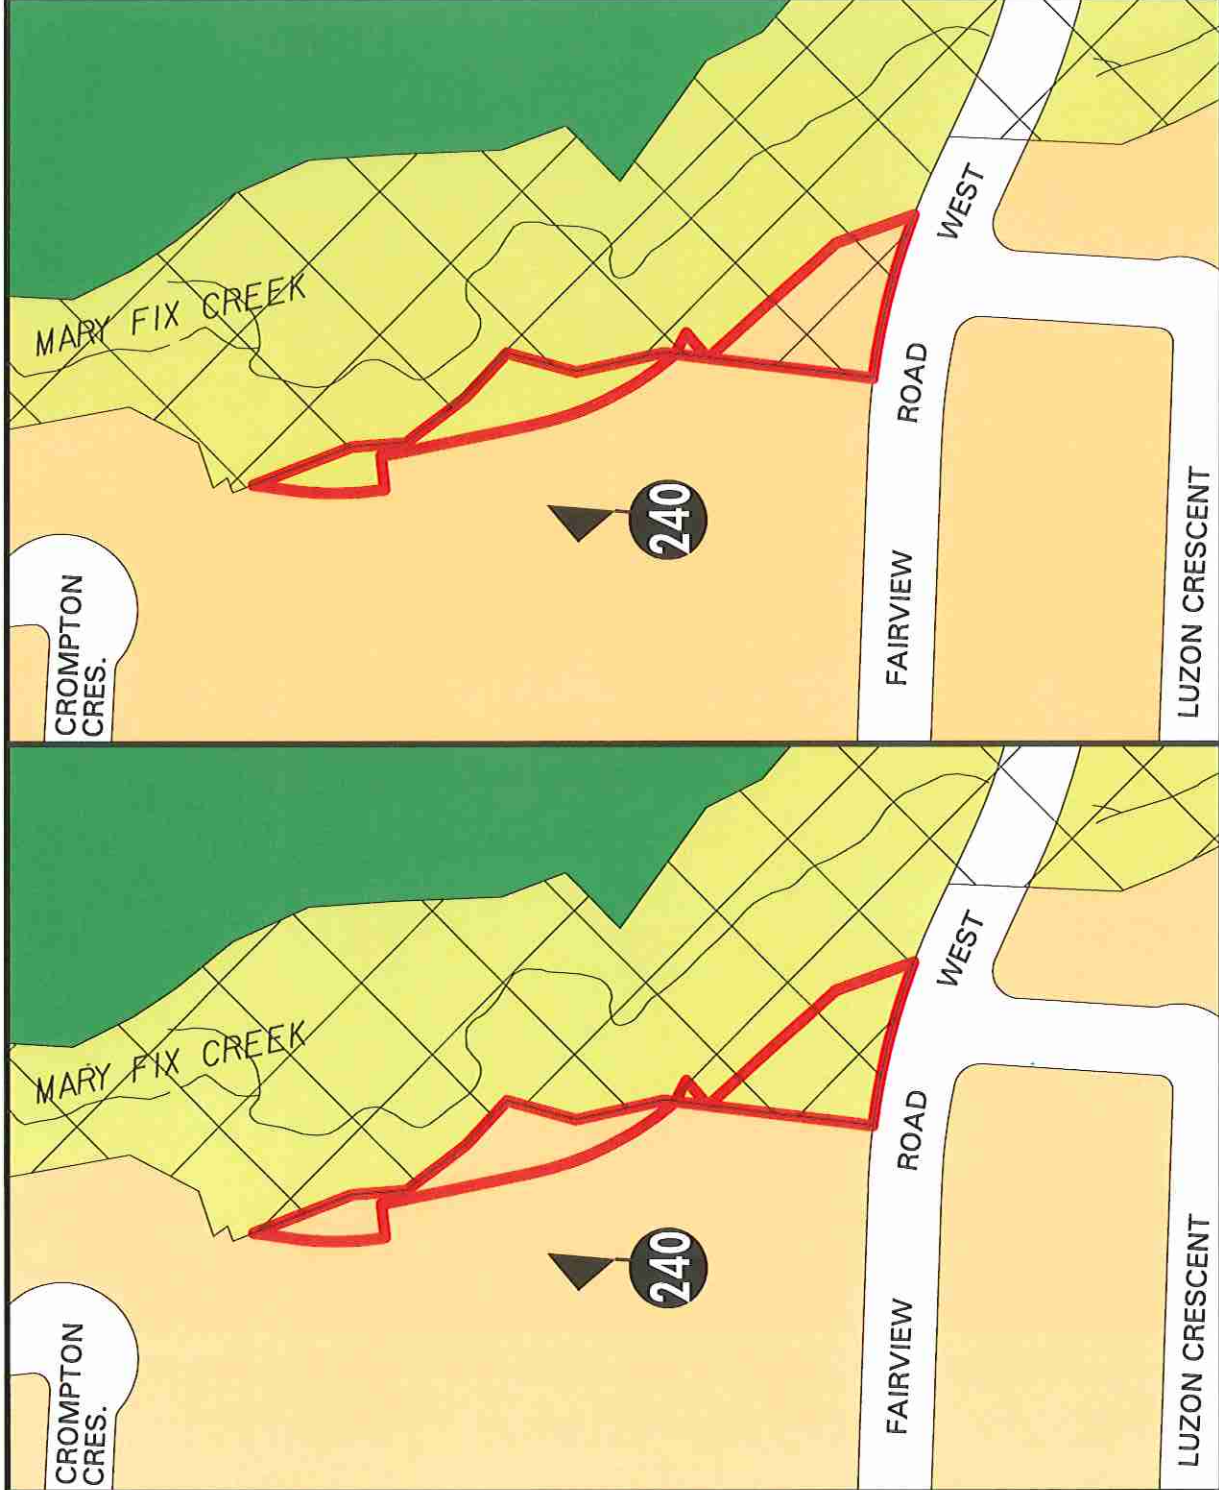 MARY FIX CREEK
WEST
ROAD
240
FAIRVIEW
CROMPTON
CRES.
LUZON CRESCENT
MARY FIX CREEK
WEST
ROAD
240
FAIRVIEW
CROMPTON
CRES.
LUZON CRESCENT